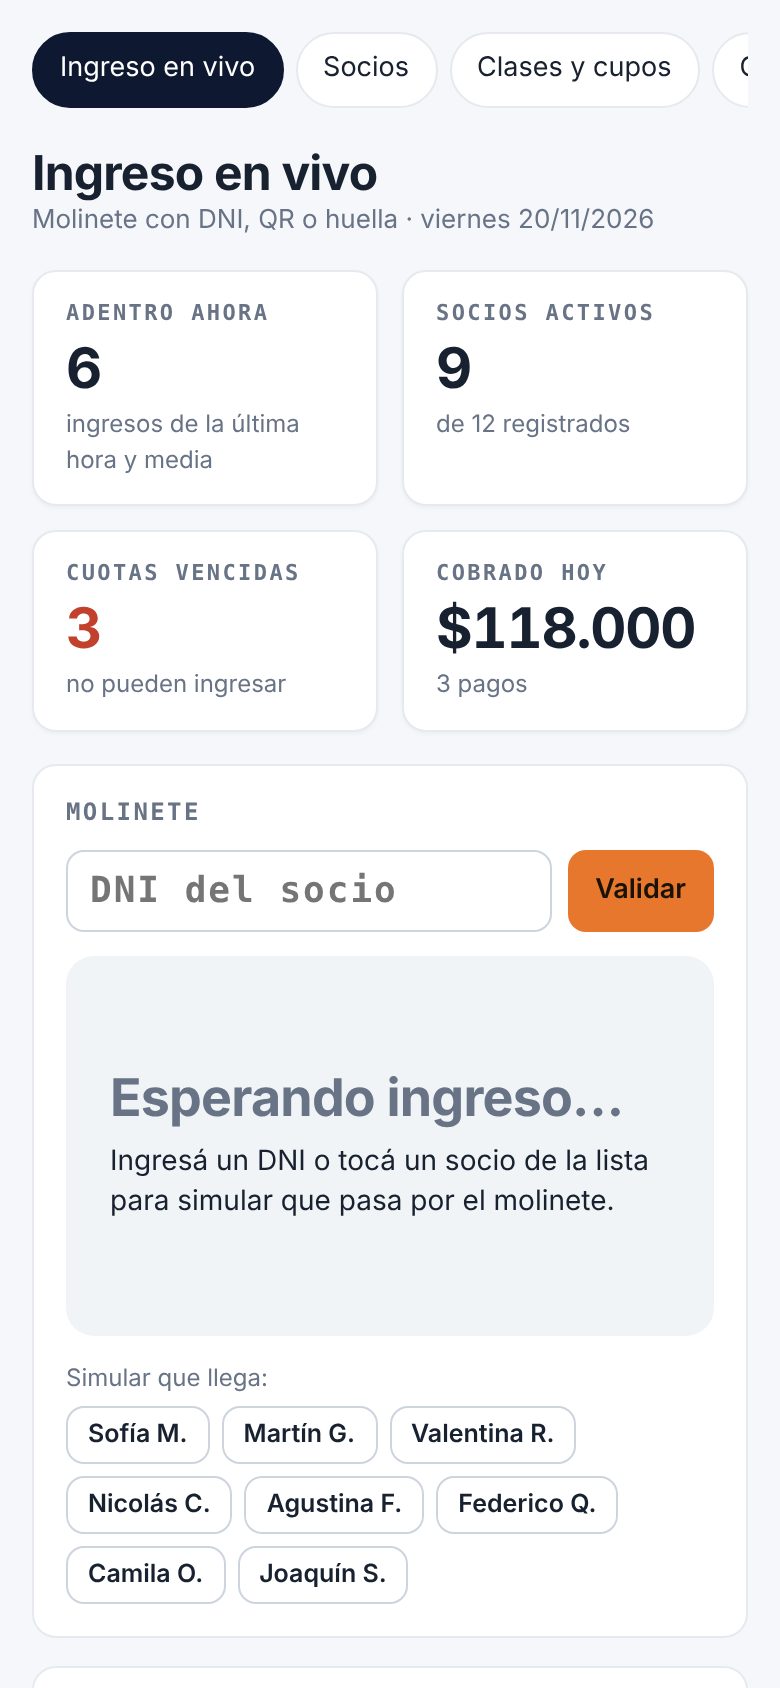 Ingreso en vivo
Socios
Clases y cupos
Ingreso en vivo
Molinete con DNI, QR o huella · viernes 20/11/2026
ADENTRO AHORA
6
ingresos de la última
hora y media
SOCIOS ACTIVOS
9
de 12 registrados
CUOTAS VENCIDAS
3
no pueden ingresar
COBRADO HOY
$118.000
3 pagos
MOLINETE
DNI del socio
Validar
Esperando ingreso...
Ingresá un DNI o tocá un socio de la lista
para simular que pasa por el molinete.
Simular que llega:
Sofía M.
Martín G.
Valentina R.
Nicolás C.
Agustina F.
Federico Q.
Camila O.
Joaquín S.